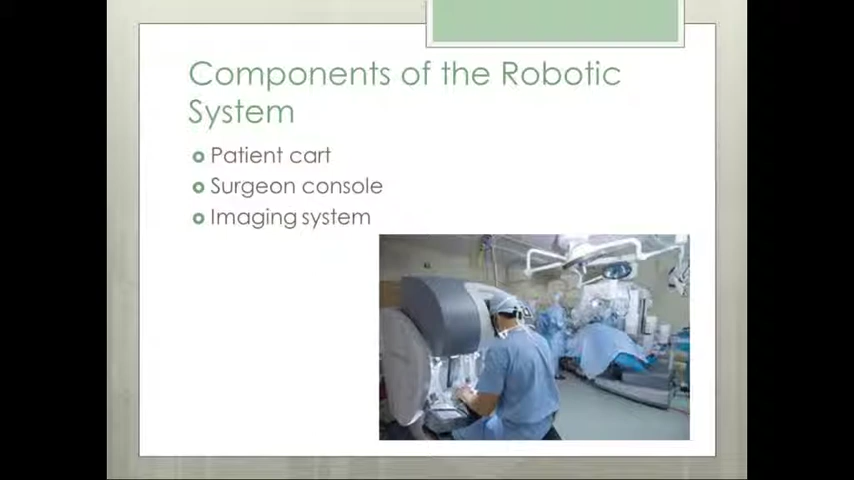 Components of the Robotic
System
Patient cart
Surgeon console
Imaging system